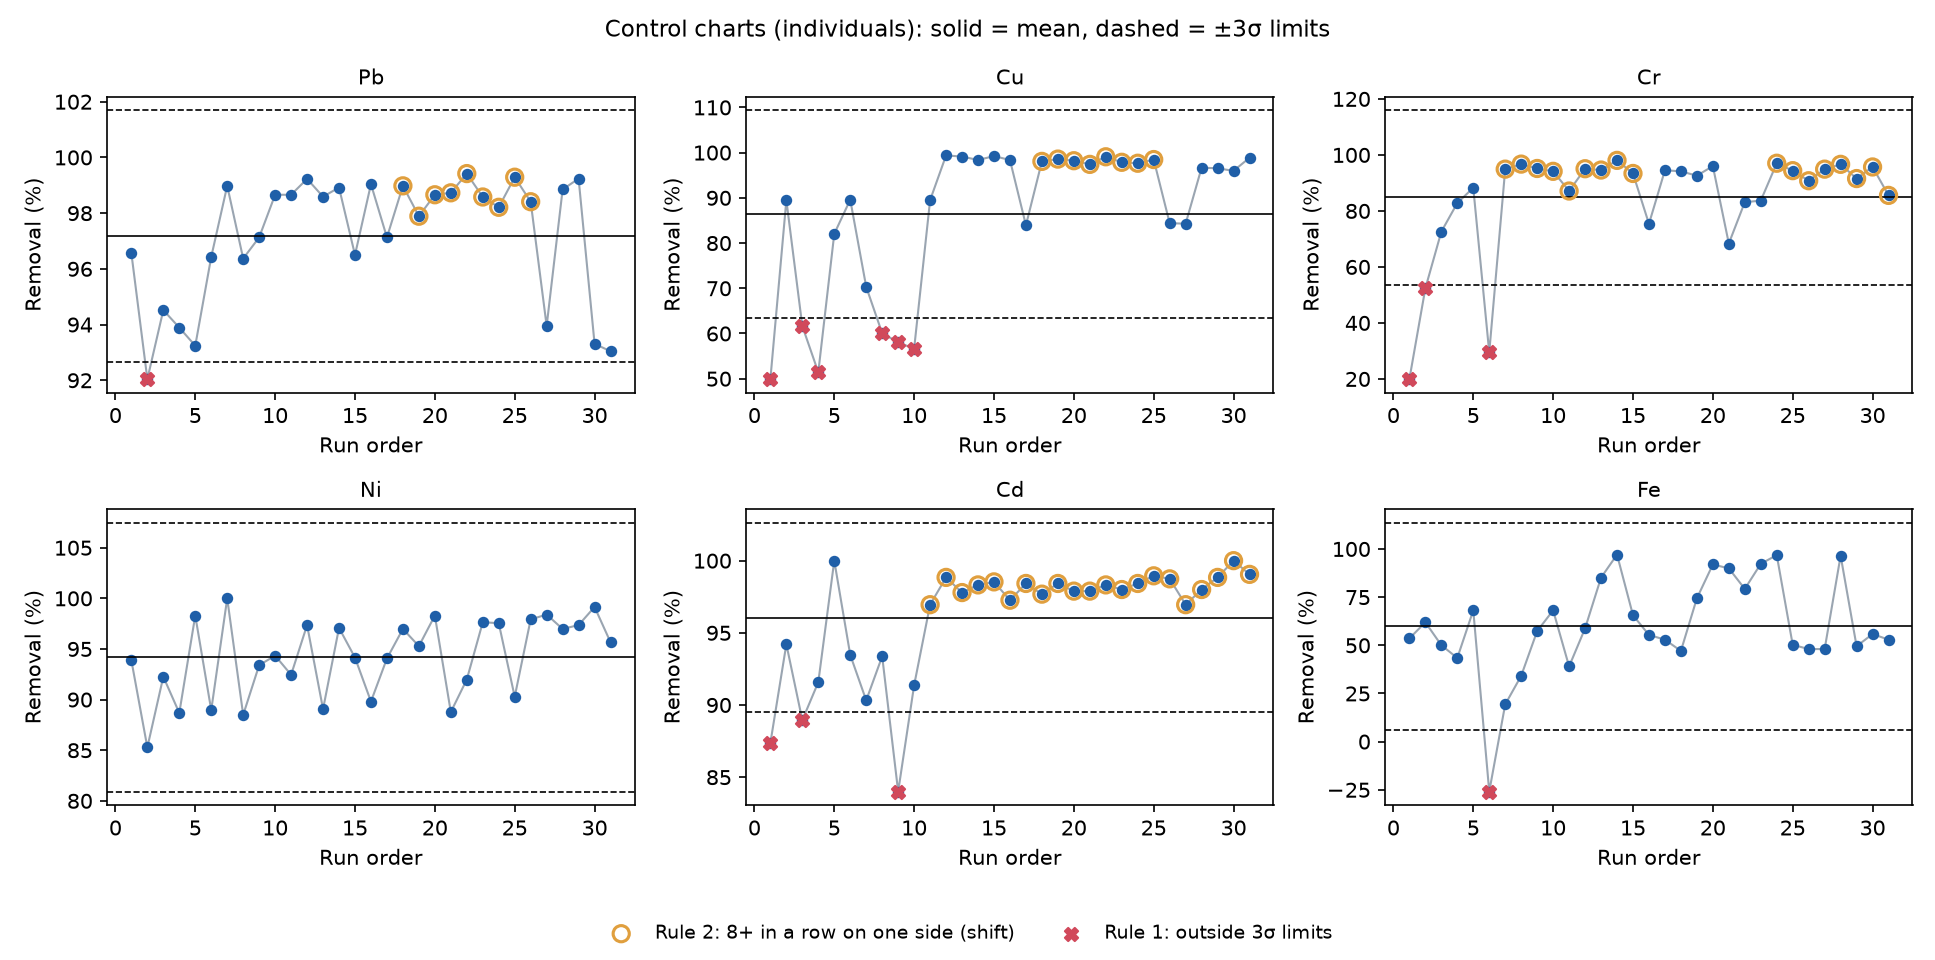 Control charts (individuals): solid = mean, dashed = ±3σ limits
Pb
Cu
Cr
102
100
98
96
94
92
Removal (%)
0 5 10 15 20 25 30
Run order
110
100
90
80
70
60
50
Removal (%)
0 5 10 15 20 25 30
Run order
120
100
80
60
40
20
Removal (%)
0 5 10 15 20 25 30
Run order
Ni
Cd
Fe
105
100
95
90
85
80
Removal (%)
0 5 10 15 20 25 30
Run order
100
95
90
85
Removal (%)
0 5 10 15 20 25 30
Run order
100
75
50
25
0
−25
Removal (%)
0 5 10 15 20 25 30
Run order
Rule 2: 8+ in a row on one side (shift)
Rule 1: outside 3σ limits